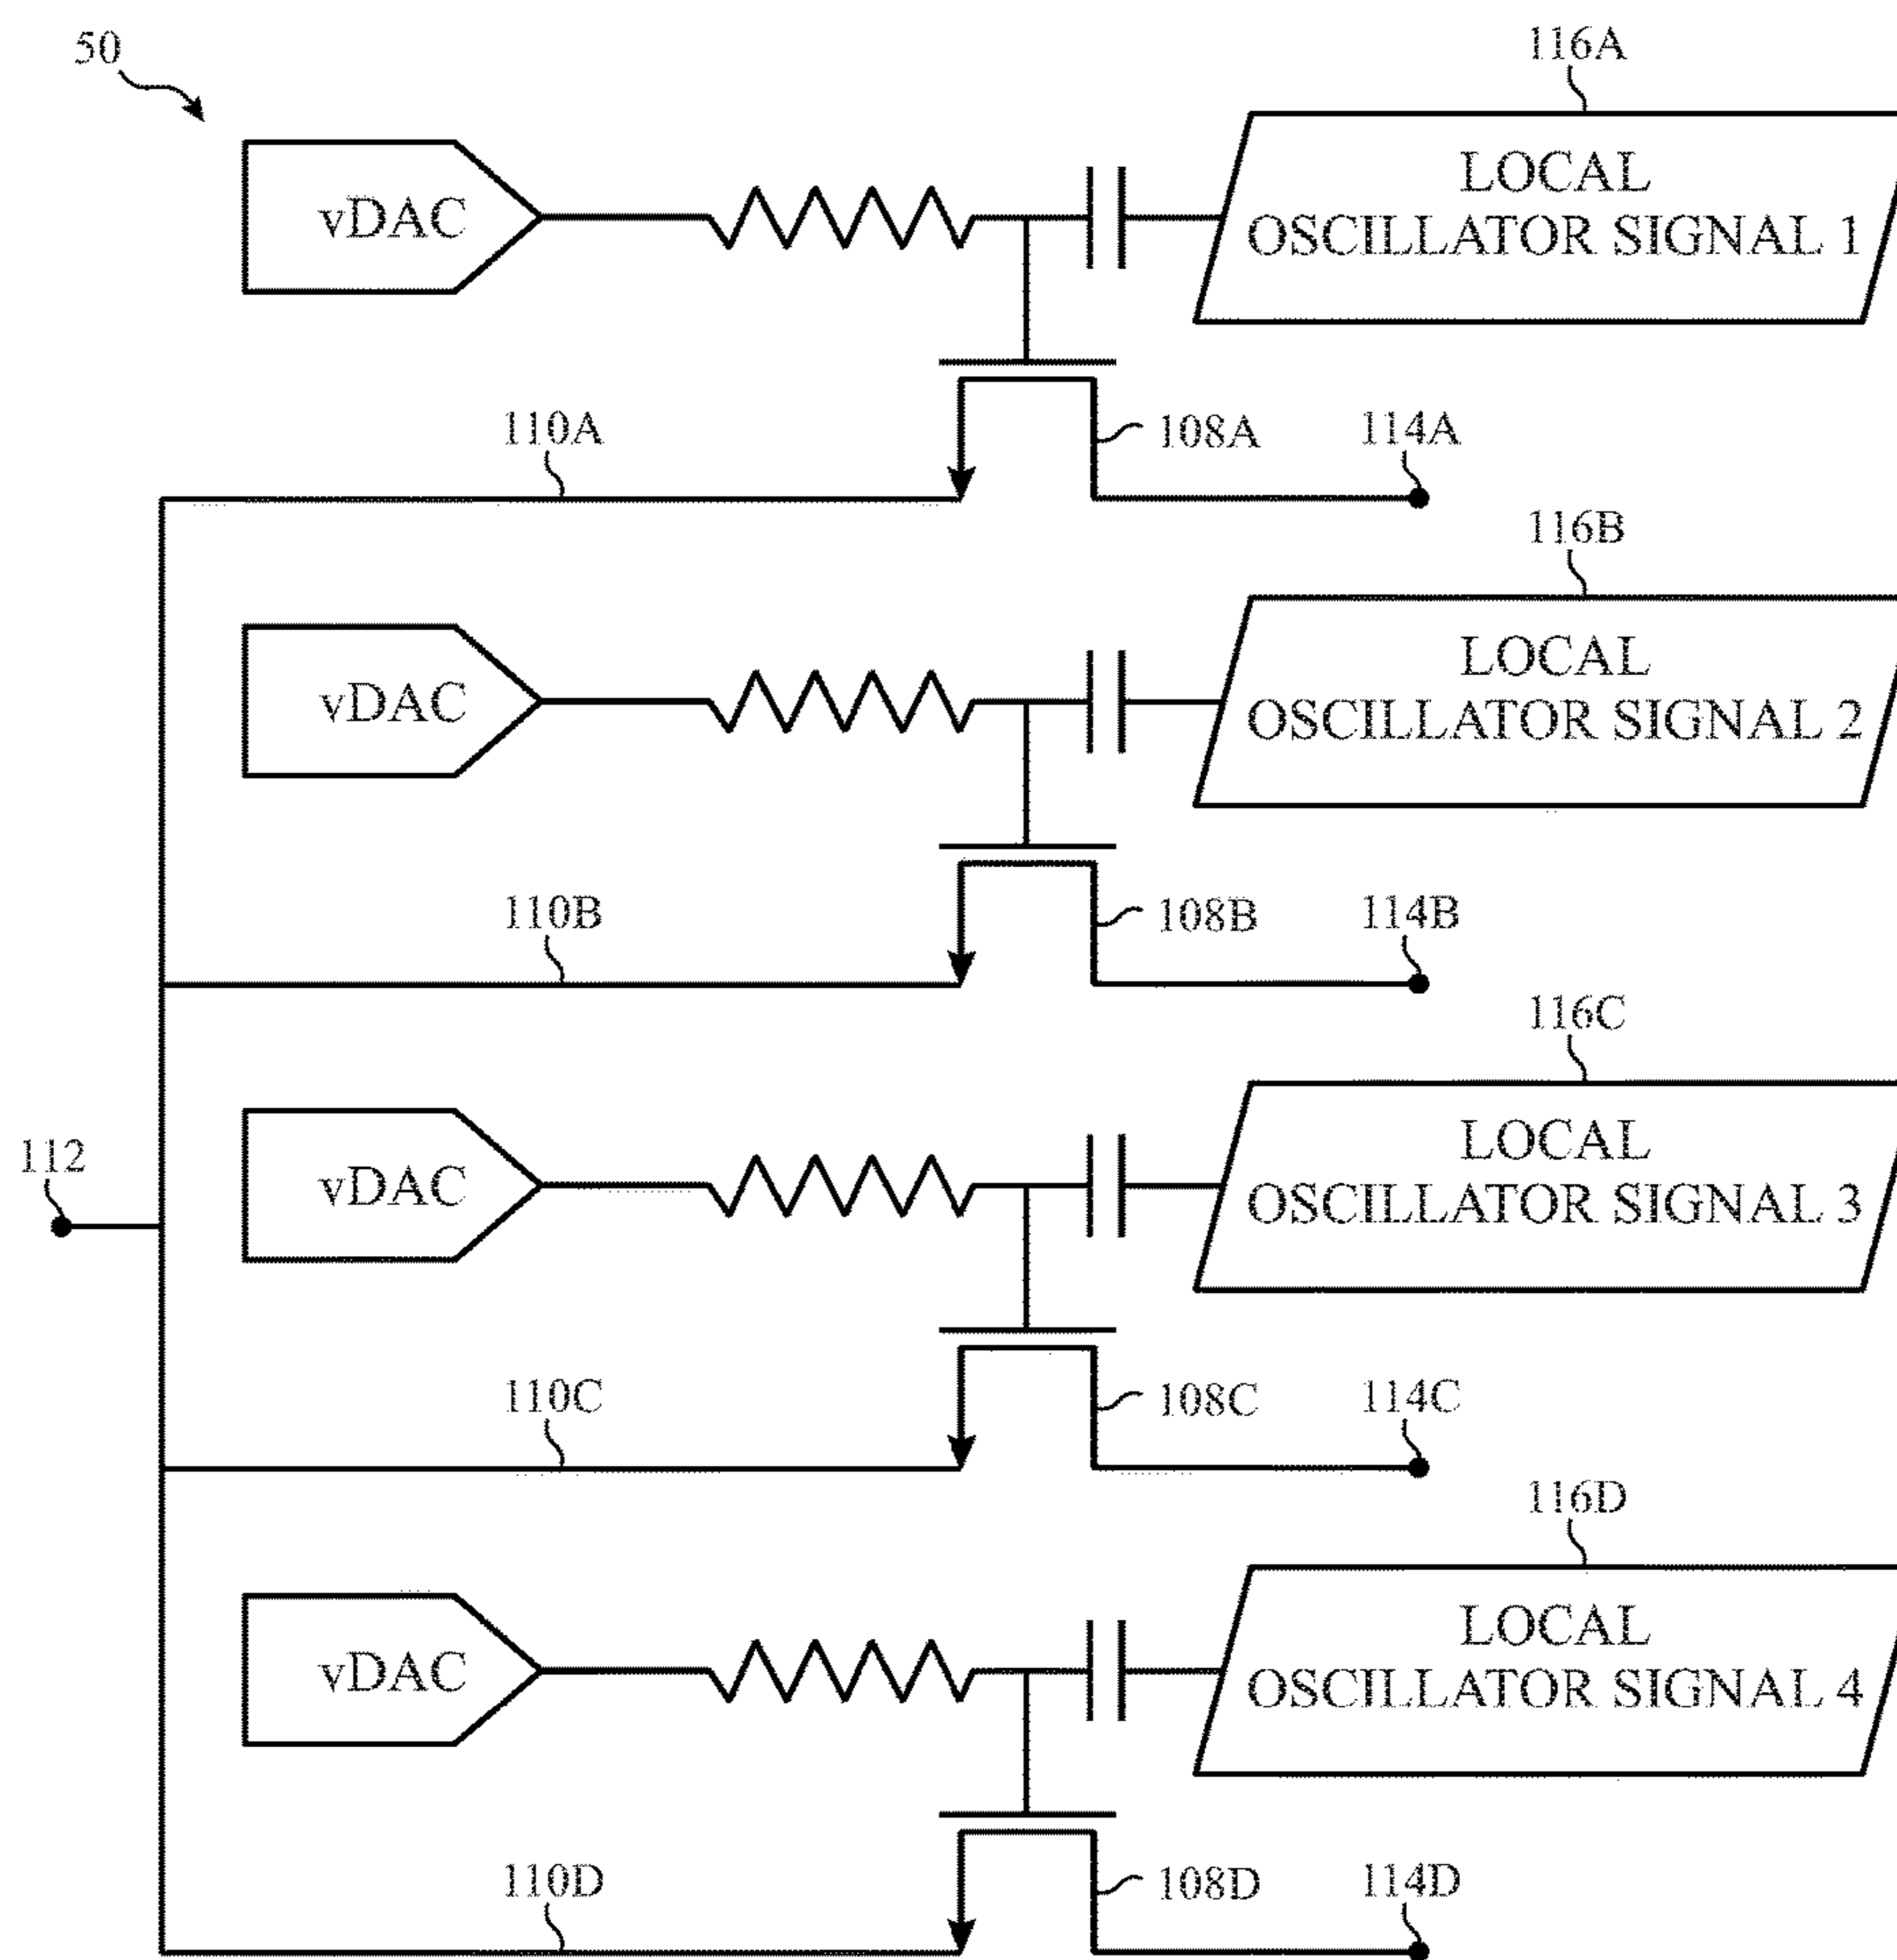 50
116A
vDAC
LOCAL
OSCILLATOR SIGNAL 1
110A
108A
114A
116B
vDAC
LOCAL
OSCILLATOR SIGNAL 2
110B
108B
114B
116C
vDAC
LOCAL
OSCILLATOR SIGNAL 3
112
110C
108C
114C
116D
vDAC
LOCAL
OSCILLATOR SIGNAL 4
110D
108D
114D